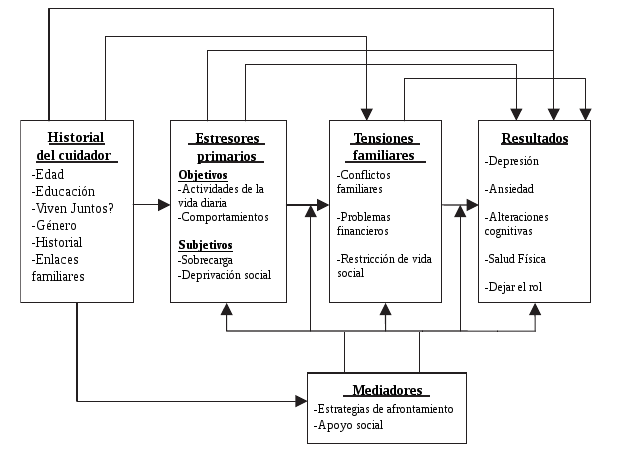 Historial
del cuidador
-Edad
-Educación
-Viven Juntos?
-Género
-Historial
-Enlaces
familiares
Estresores
primarios
Objetivos
-Actividades de la
vida diaria
-Comportamientos
Subjetivos
-Sobrecarga
-Deprivación social
Tensiones
familiares
-Conflictos
familiares
-Problemas
financieros
-Restricción de vida
social
Resultados
-Depresión
-Ansiedad
-Alteraciones
cognitivas
-Salud Física
-Dejar el rol
Mediadores
-Estrategias de afrontamiento
-Apoyo social